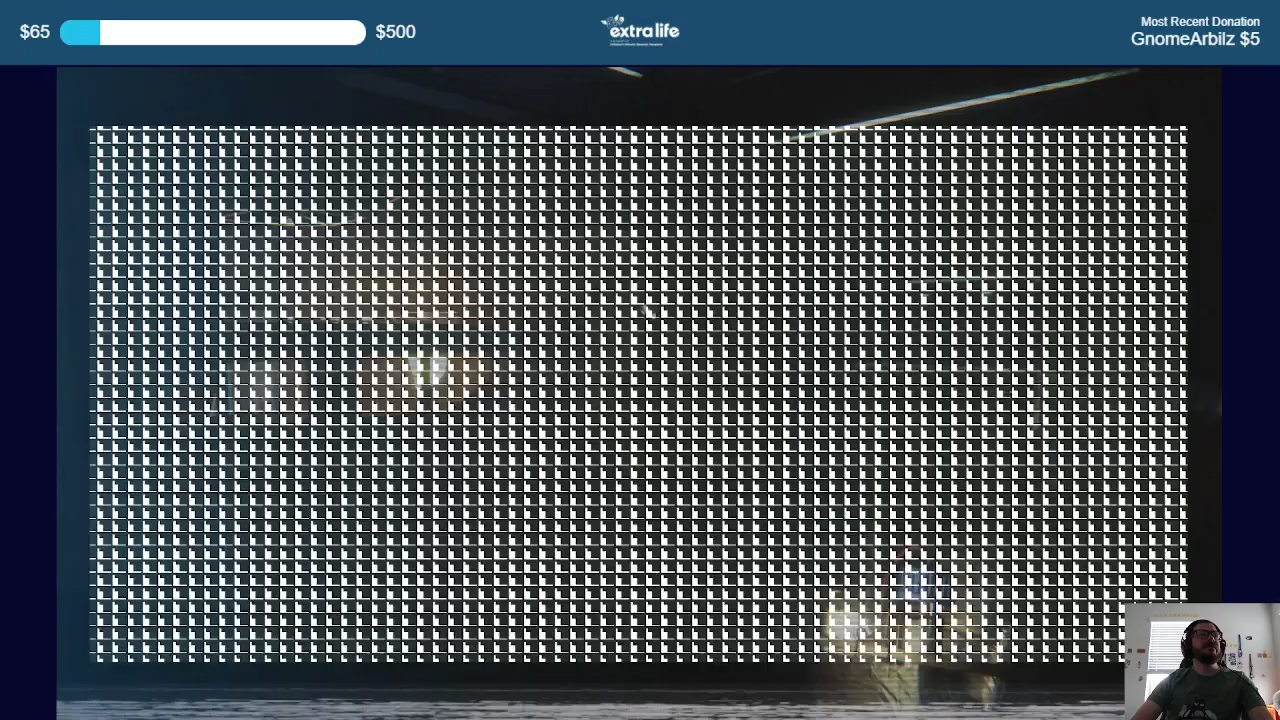 $65
$500
extra life
Most Recent Donation
GnomeArbilz $5